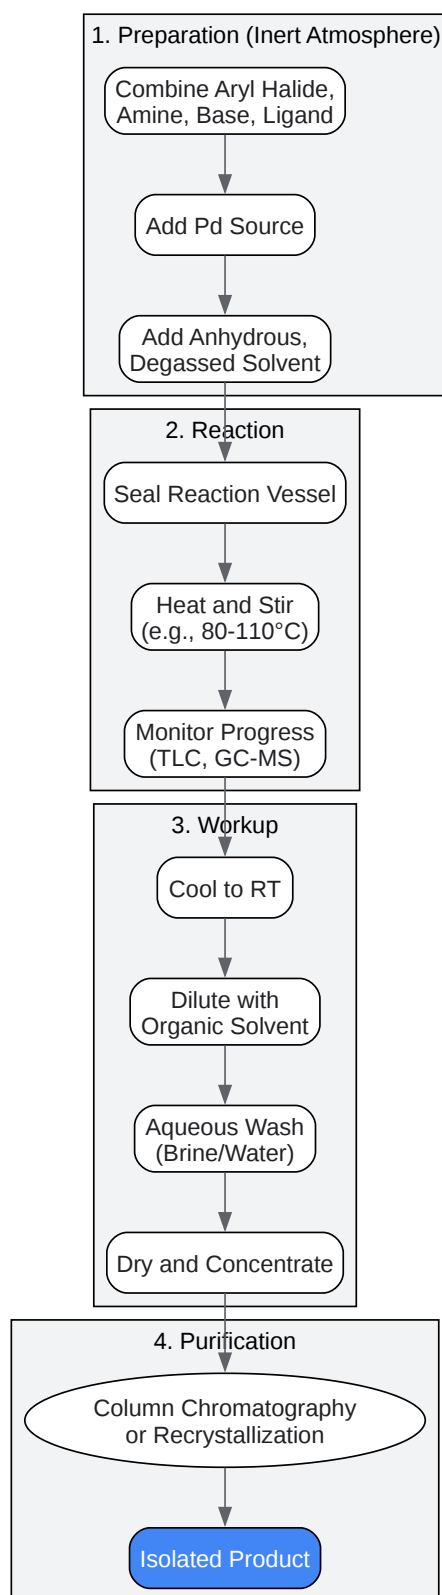 1. Preparation (Inert Atmosphere)
Combine Aryl Halide,
Amine, Base, Ligand
Add Pd Source
Add Anhydrous,
Degassed Solvent
2. Reaction
Seal Reaction Vessel
Heat and Stir
(e.g., 80-110°C)
Monitor Progress
(TLC, GC-MS)
3. Workup
Cool to RT
Dilute with
Organic Solvent
Aqueous Wash
(Brine/Water)
Dry and Concentrate
4. Purification
Column Chromatography
or Recrystallization
Isolated Product